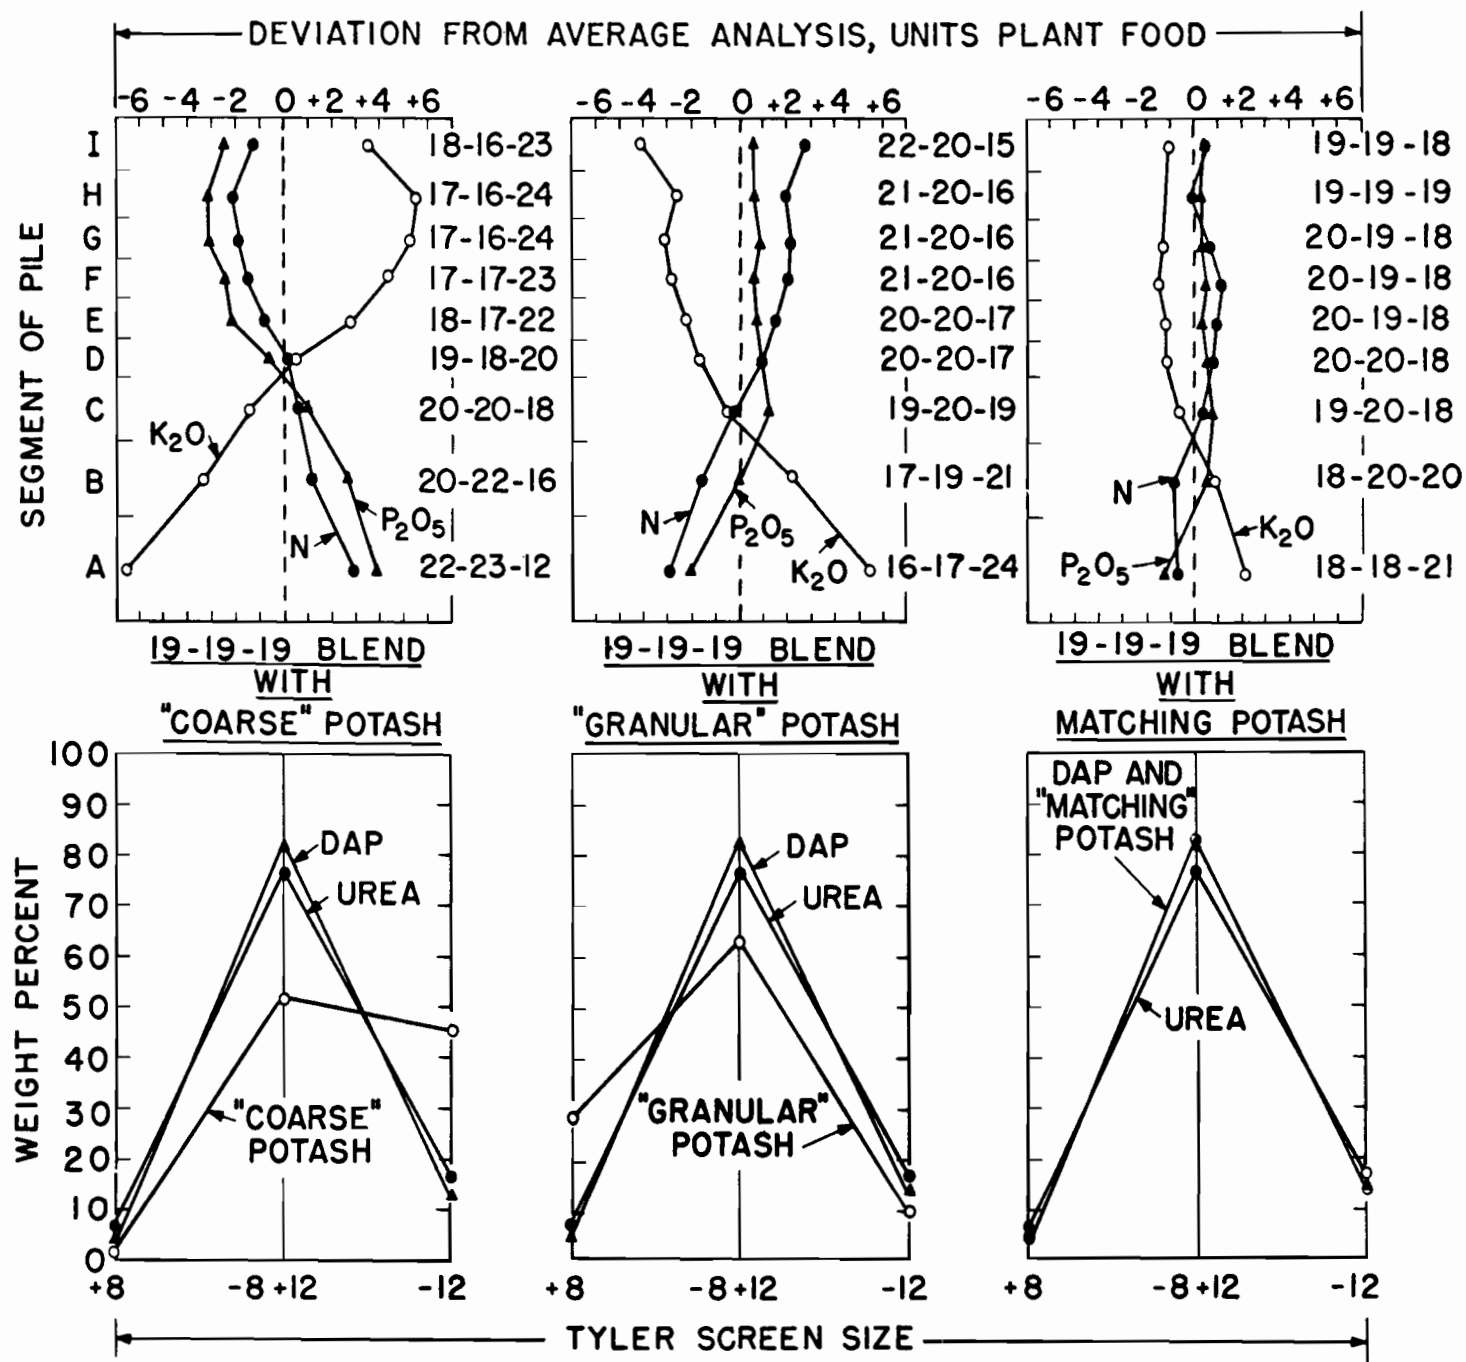 DEVIATION FROM AVERAGE ANALYSIS, UNITS PLANT FOOD
-6 -4 -2 0 +2 +4 +6
-6 -4 -2 0 +2 +4 +6
-6 -4 -2 0 +2 +4 +6
SEGMENT OF PILE
I 18-16-23 22-20-15 19-19-18
H 17-16-24 21-20-16 19-19-19
G 17-16-24 21-20-16 20-19-18
F 17-17-23 21-20-16 20-19-18
E 18-17-22 20-20-17 20-19-18
D 19-18-20 20-20-17 20-20-18
C 20-20-18 19-20-19 19-20-18
B 20-22-16 17-19-21 18-20-20
A 22-23-12 16-17-24 18-18-21
K2O
N
P2O5
N
P2O5
K2O
N
P2O5
K2O
19-19-19 BLEND
WITH
"COARSE" POTASH
19-19-19 BLEND
WITH
"GRANULAR" POTASH
19-19-19 BLEND
WITH
MATCHING POTASH
WEIGHT PERCENT
100
90
80
70
60
50
40
30
20
10
0
DAP
UREA
"COARSE"
POTASH
DAP
UREA
"GRANULAR"
POTASH
DAP AND
"MATCHING"
POTASH
UREA
+8 -8+12 -12
+8 -8+12 -12
+8 -8+12 -12
TYLER SCREEN SIZE